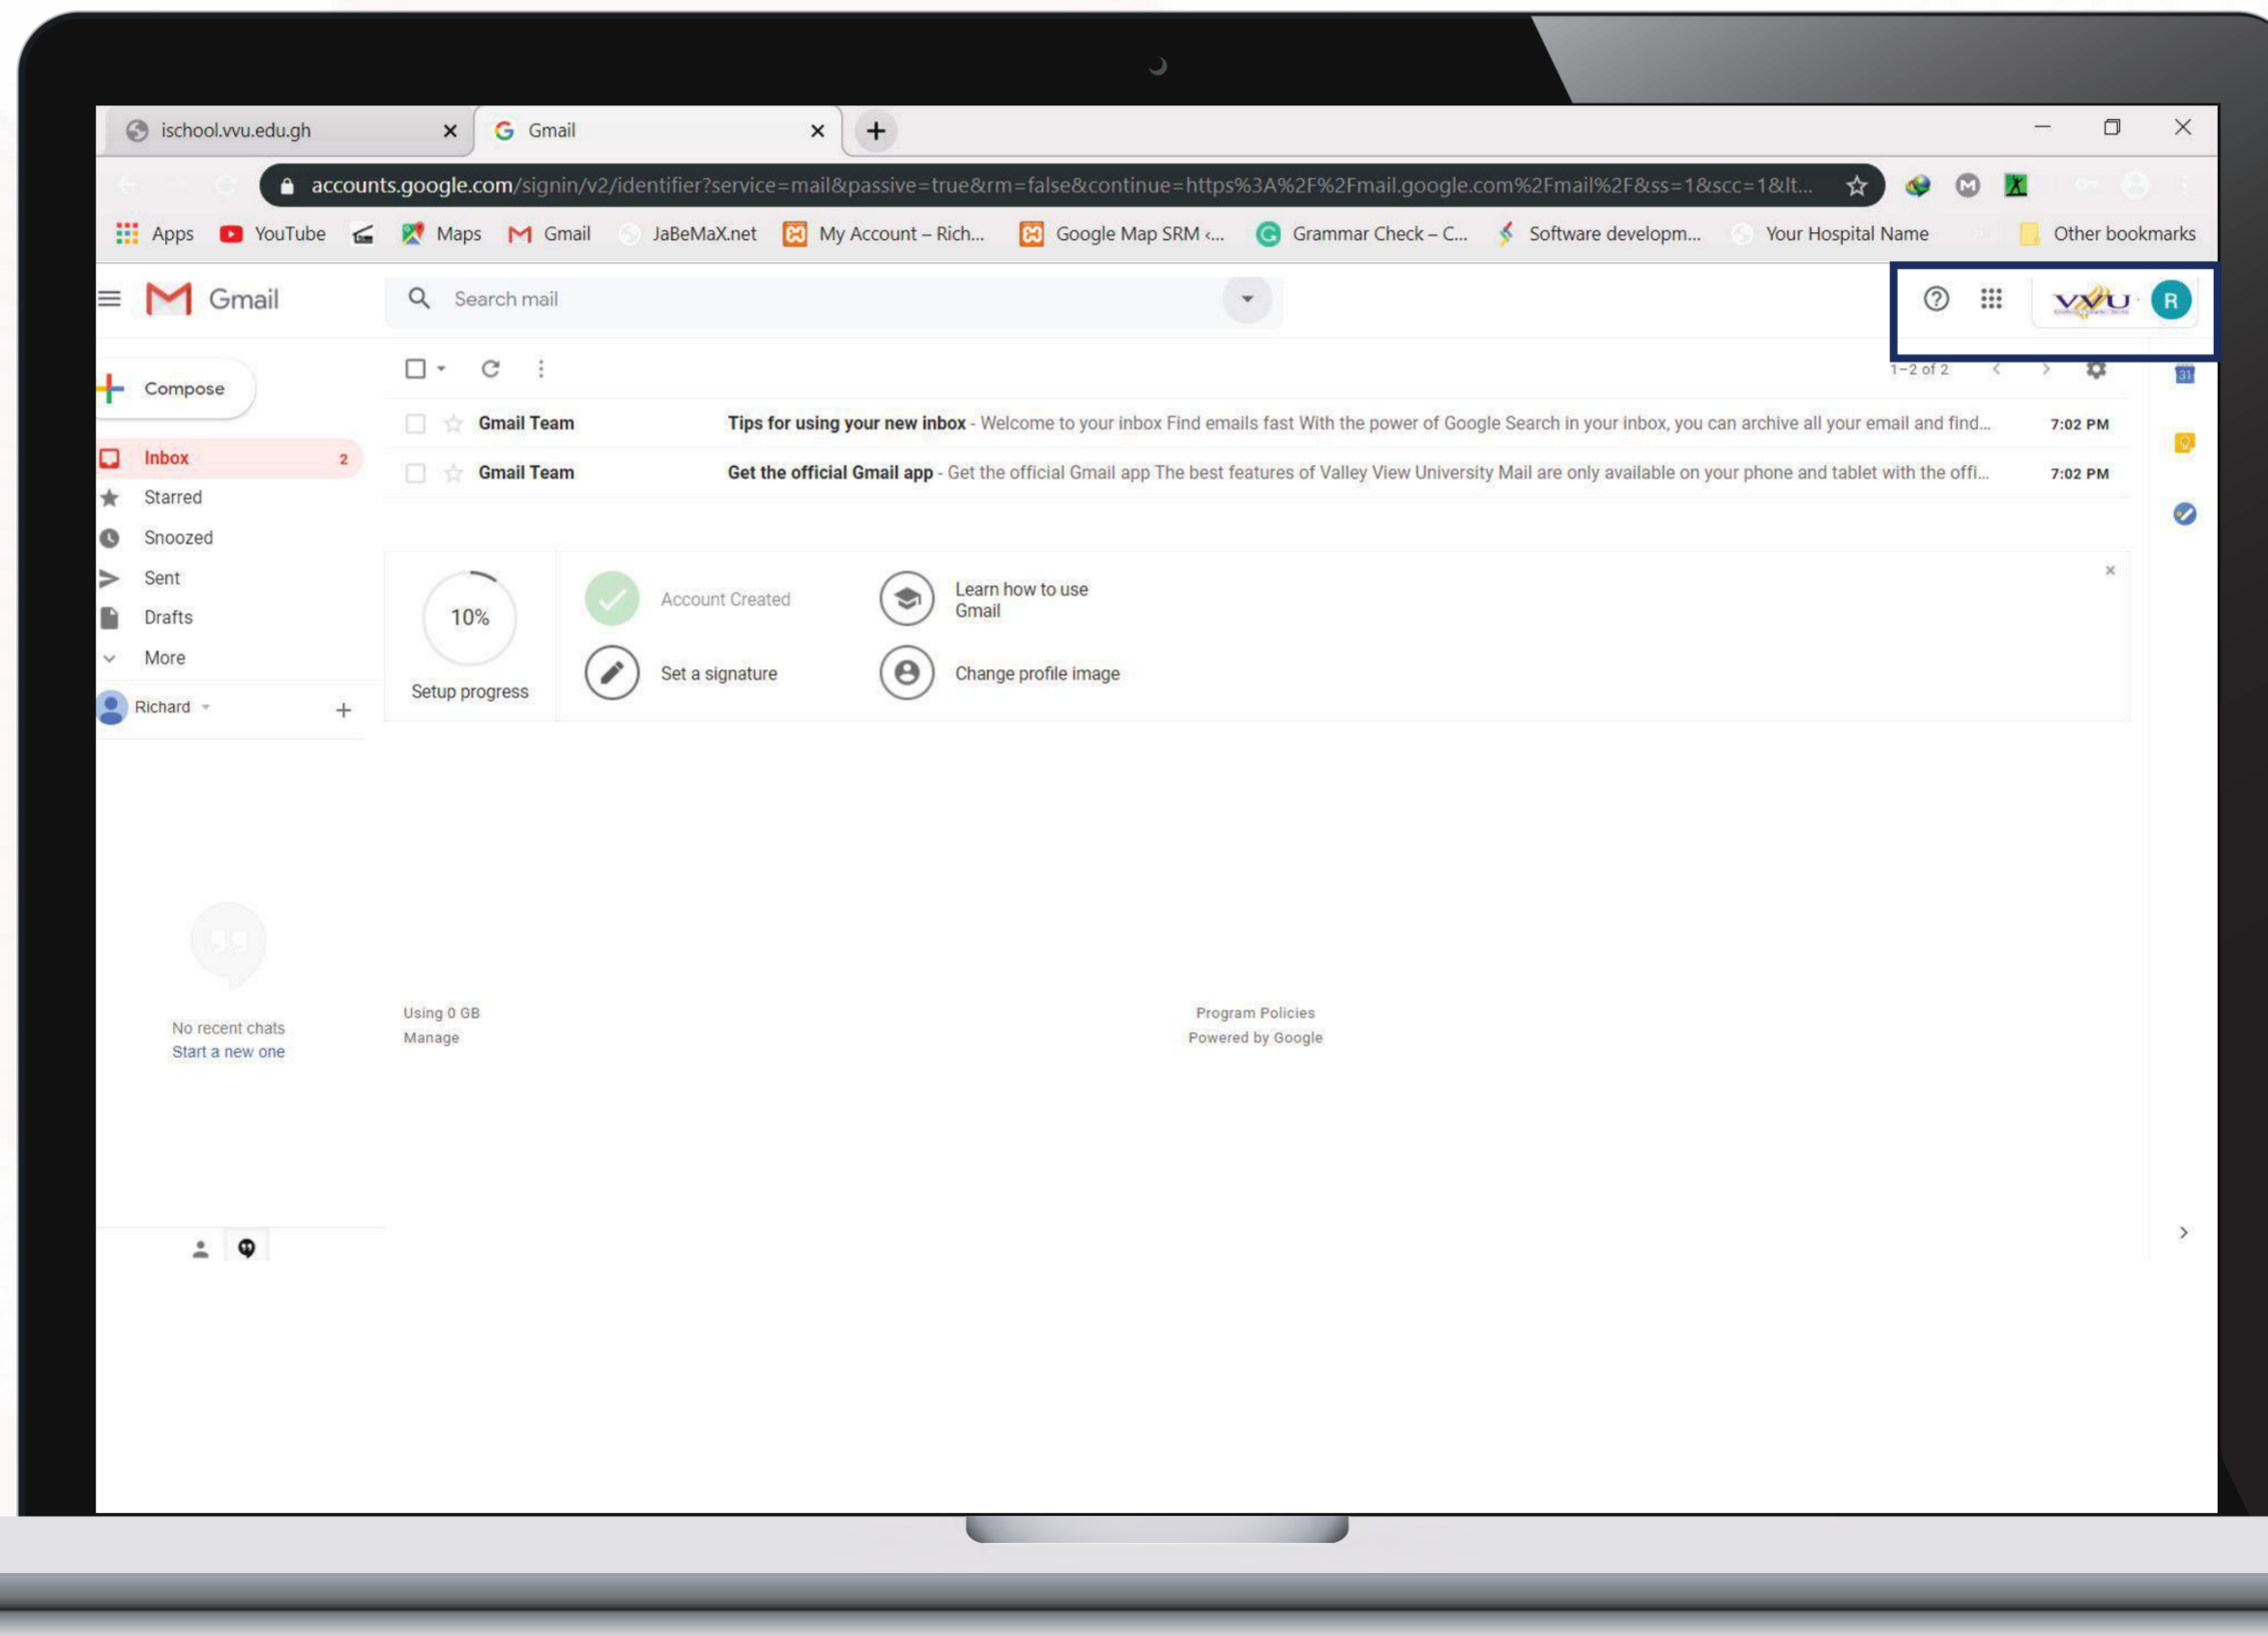 ischool.vvu.edu.gh
Gmail
accounts.google.com/signin/v2/identifier?service=mail&passive=true&rm=false&continue=https%3A%2F%2Fmail.google.com%2Fmail%2F&ss=1&scc=1&lt...
Apps YouTube Maps Gmail JaBeMaX.net My Account – Rich... Google Map SRM ‹... Grammar Check – C... Software developm... Your Hospital Name Other bookmarks
Gmail Search mail VVU R
Compose
1–2 of 2
31
Gmail Team Tips for using your new inbox - Welcome to your inbox Find emails fast With the power of Google Search in your inbox, you can archive all your email and find... 7:02 PM
Inbox 2
Gmail Team Get the official Gmail app - Get the official Gmail app The best features of Valley View University Mail are only available on your phone and tablet with the offi... 7:02 PM
Starred
Snoozed
Sent
Drafts
More
Richard
10%
Setup progress
Account Created
Learn how to use
Gmail
Set a signature
Change profile image
No recent chats
Start a new one
Using 0 GB
Manage
Program Policies
Powered by Google